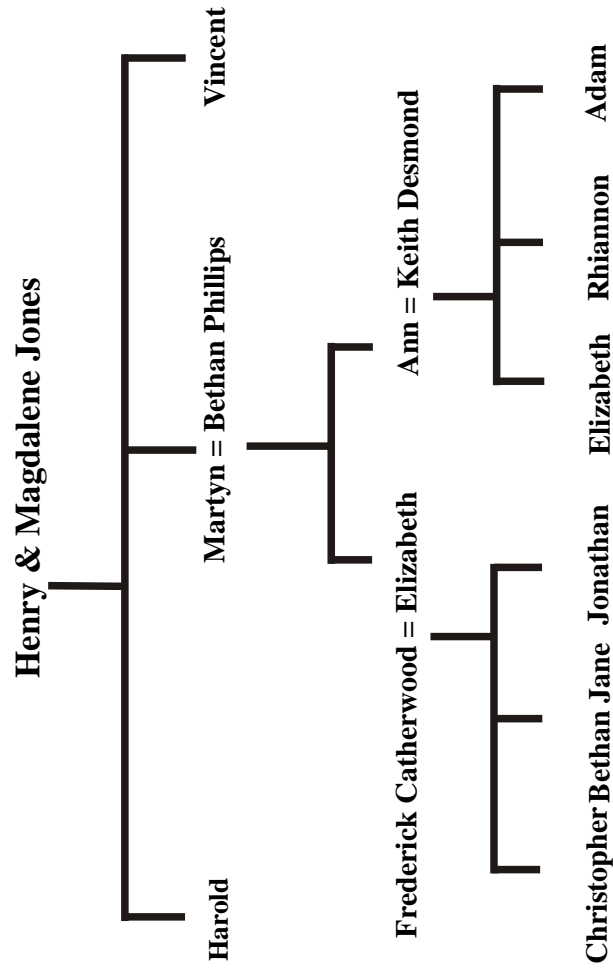 Henry & Magdalene Jones
Harold Martyn = Bethan Phillips Vincent
Frederick Catherwood = Elizabeth Ann = Keith Desmond
Christopher Bethan Jane Jonathan Elizabeth Rhiannon Adam